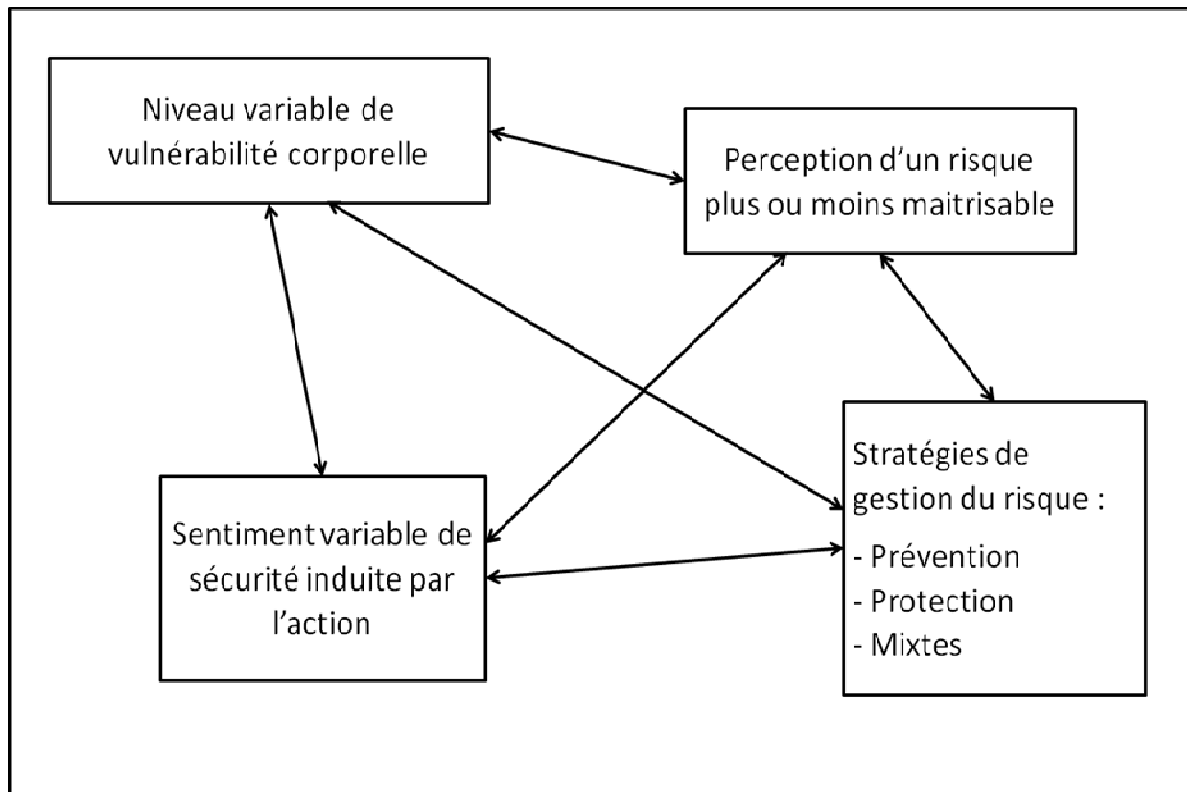 Niveau variable de
vulnérabilité corporelle
Perception d'un risque
plus ou moins maitrisable
Sentiment variable de
sécurité induite par
l'action
Stratégies de
gestion du risque :
- Prévention
- Protection
- Mixtes